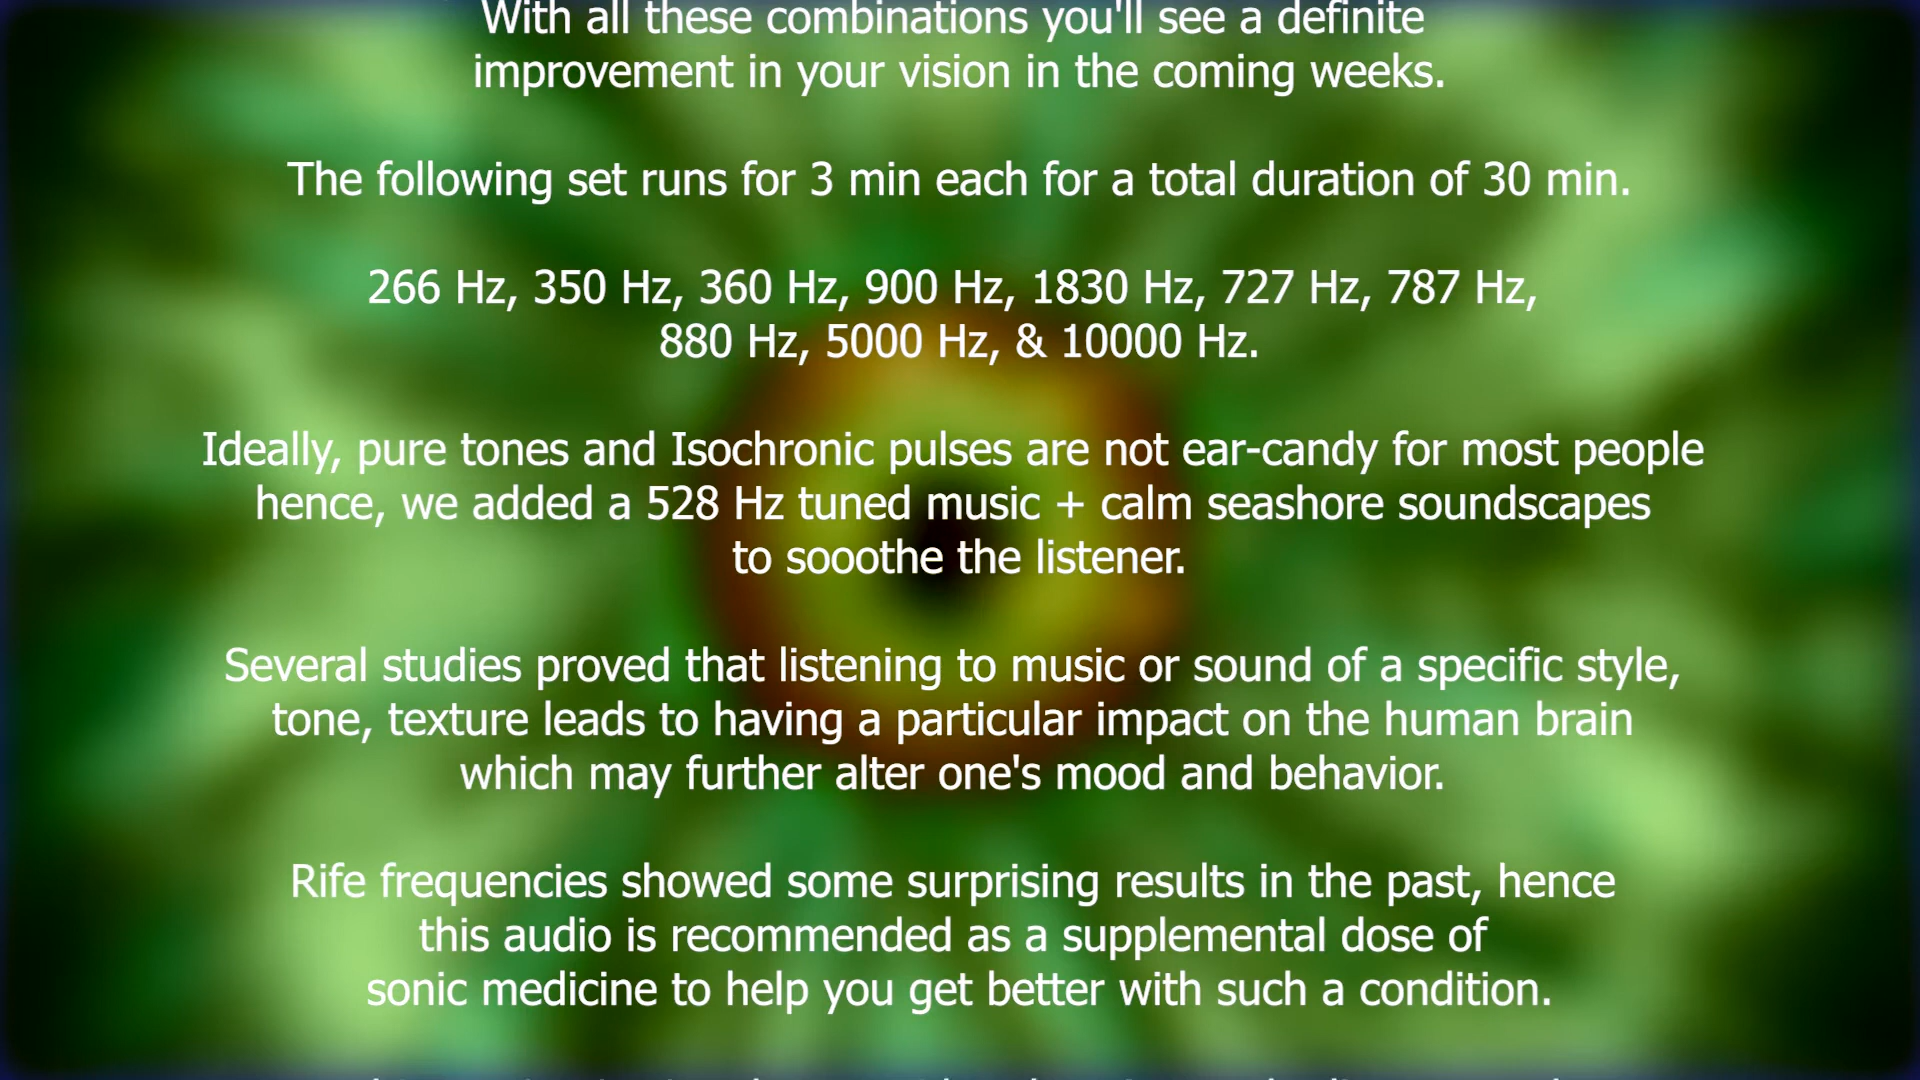 With all these combinations you'll see a definite
improvement in your vision in the coming weeks.
The following set runs for 3 min each for a total duration of 30 min.
266 Hz, 350 Hz, 360 Hz, 900 Hz, 1830 Hz, 727 Hz, 787 Hz,
880 Hz, 5000 Hz, & 10000 Hz.
Ideally, pure tones and Isochronic pulses are not ear-candy for most people
hence, we added a 528 Hz tuned music + calm seashore soundscapes
to sooothe the listener.
Several studies proved that listening to music or sound of a specific style,
tone, texture leads to having a particular impact on the human brain
which may further alter one's mood and behavior.
Rife frequencies showed some surprising results in the past, hence
this audio is recommended as a supplemental dose of
sonic medicine to help you get better with such a condition.